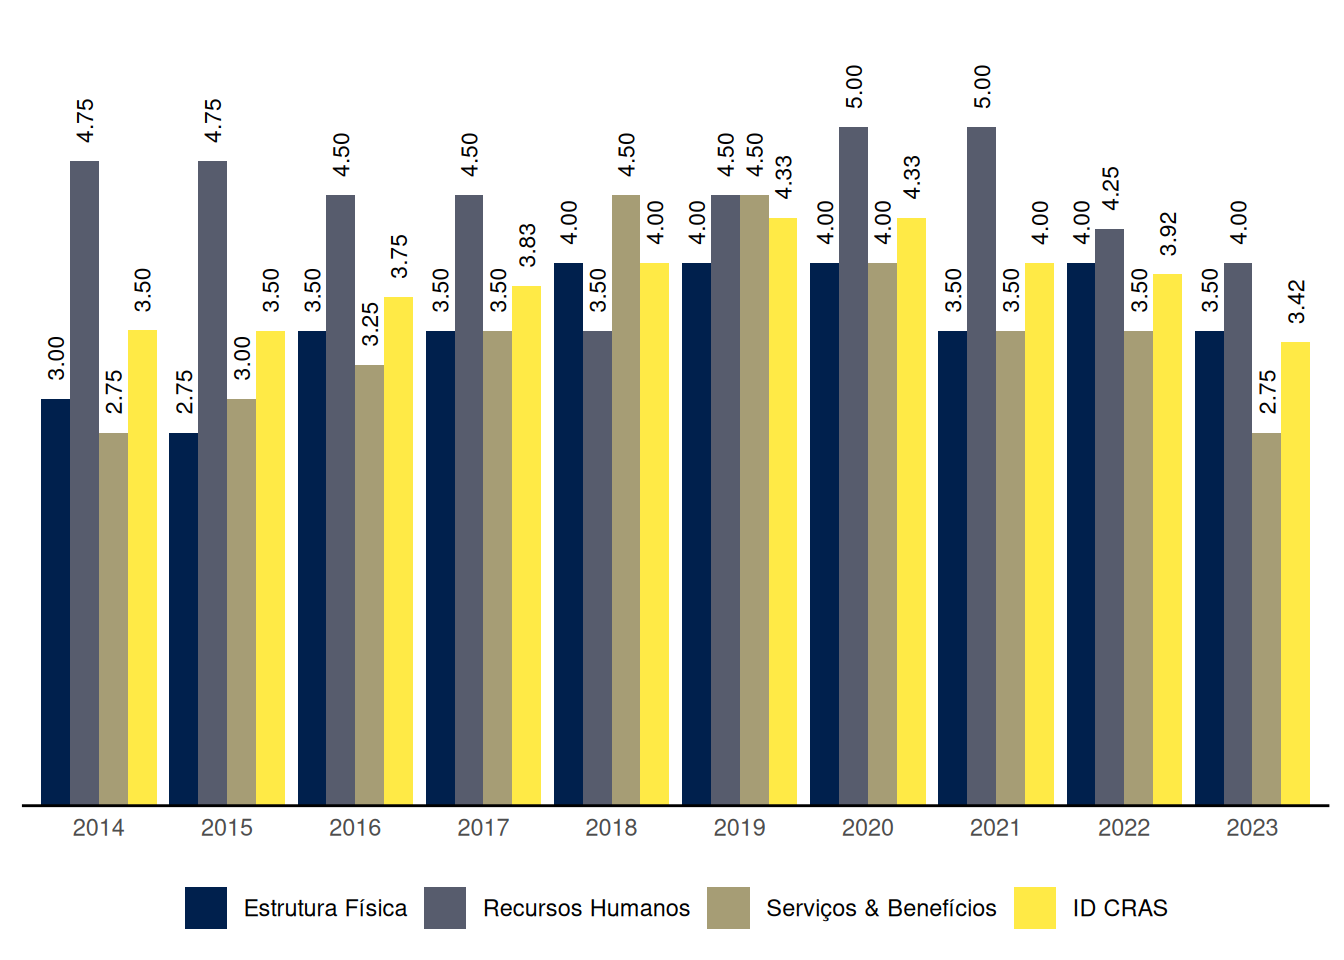 3.00 4.75 2.75 3.50
2.75 4.75 3.00 3.50
3.50 4.50 3.25 3.75
3.50 4.50 3.50 3.83
4.00 3.50 4.50 4.00
4.00 4.50 4.50 4.33
4.00 5.00 4.00 4.33
3.50 5.00 3.50 4.00
4.00 4.25 3.50 3.92
3.50 4.00 2.75 3.42
2014 2015 2016 2017 2018 2019 2020 2021 2022 2023
Estrutura Física Recursos Humanos Serviços & Benefícios ID CRAS